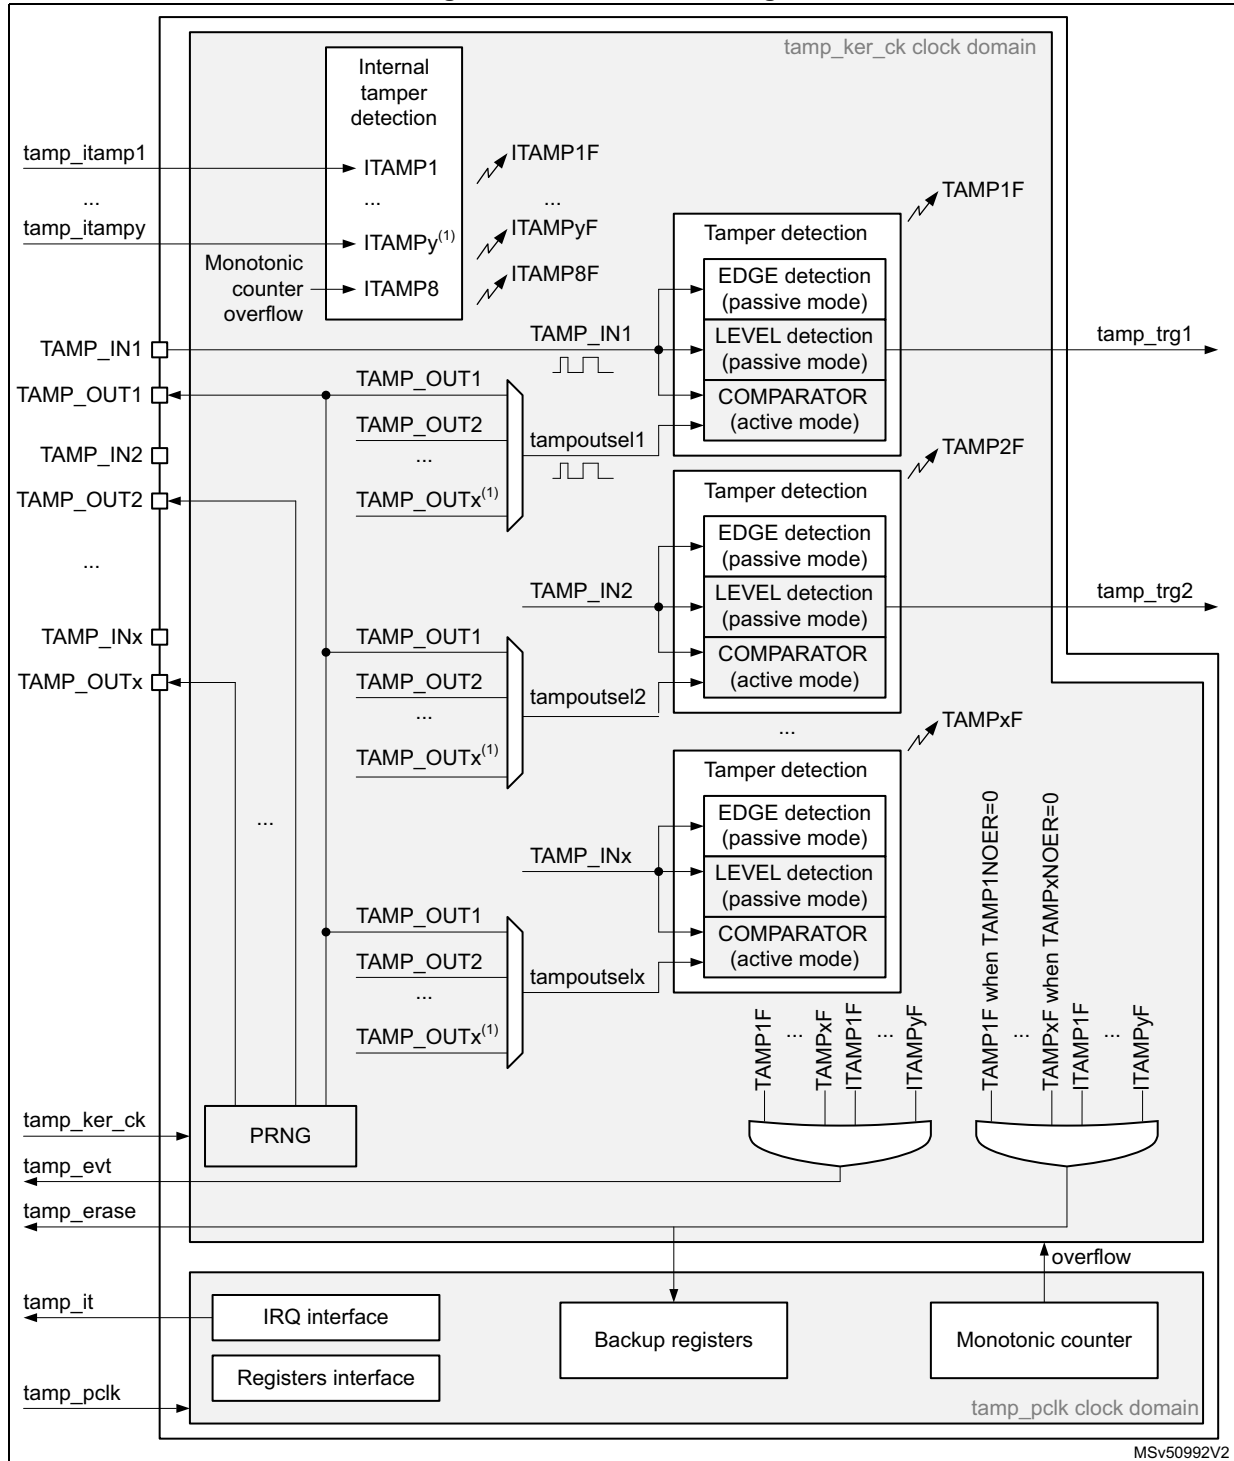 tamp_ker_ck clock domain
Internal
tamper
detection
tamp_itamp1
ITAMP1
ITAMP1F
...
...
...
tamp_itampy
ITAMPy(1)
ITAMPyF
Monotonic
counter
overflow
ITAMP8
ITAMP8F
TAMP1F
Tamper detection
EDGE detection
(passive mode)
LEVEL detection
(passive mode)
COMPARATOR
(active mode)
TAMP_IN1
TAMP_IN1
tamp_trg1
TAMP_OUT1
TAMP_OUT1
TAMP_OUT2
...
TAMP_OUTx(1)
tampoutsel1
TAMP_IN2
TAMP_OUT2
...
TAMP_INx
TAMP_OUTx
TAMP2F
Tamper detection
EDGE detection
(passive mode)
LEVEL detection
(passive mode)
COMPARATOR
(active mode)
TAMP_IN2
tamp_trg2
TAMP_OUT1
TAMP_OUT2
...
TAMP_OUTx(1)
tampoutsel2
...
TAMPxF
Tamper detection
EDGE detection
(passive mode)
LEVEL detection
(passive mode)
COMPARATOR
(active mode)
...
TAMP_INx
TAMP_OUT1
TAMP_OUT2
...
TAMP_OUTx(1)
tampoutselx
TAMP1F
...
TAMPxF
ITAMP1F
...
ITAMPyF
TAMP1F when TAMP1NOER=0
...
TAMPxF when TAMPxNOER=0
ITAMP1F
...
ITAMPyF
tamp_ker_ck
PRNG
tamp_evt
tamp_erase
overflow
tamp_it
IRQ interface
Backup registers
Monotonic counter
Registers interface
tamp_pclk
tamp_pclk clock domain
MSv50992V2